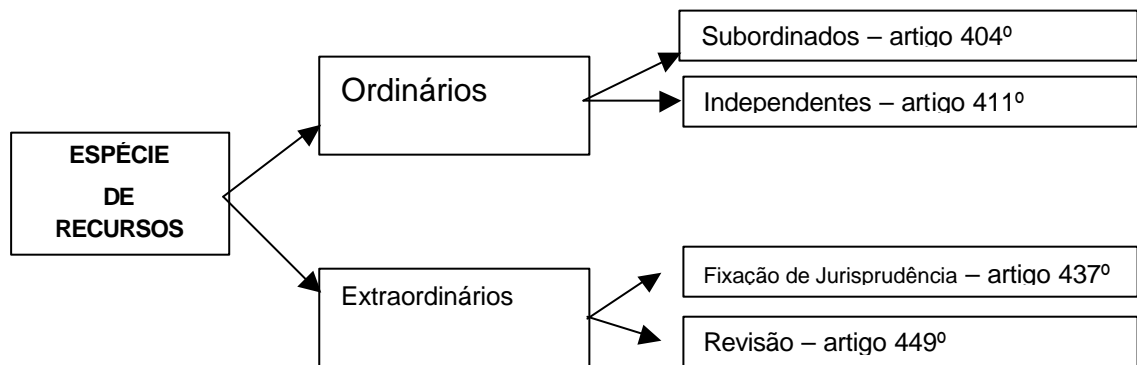 ESPÉCIE
DE
RECURSOS
Ordinários
Subordinados – artigo 404º
Independentes – artigo 411º
Extraordinários
Fixação de Jurisprudência – artigo 437º
Revisão – artigo 449º